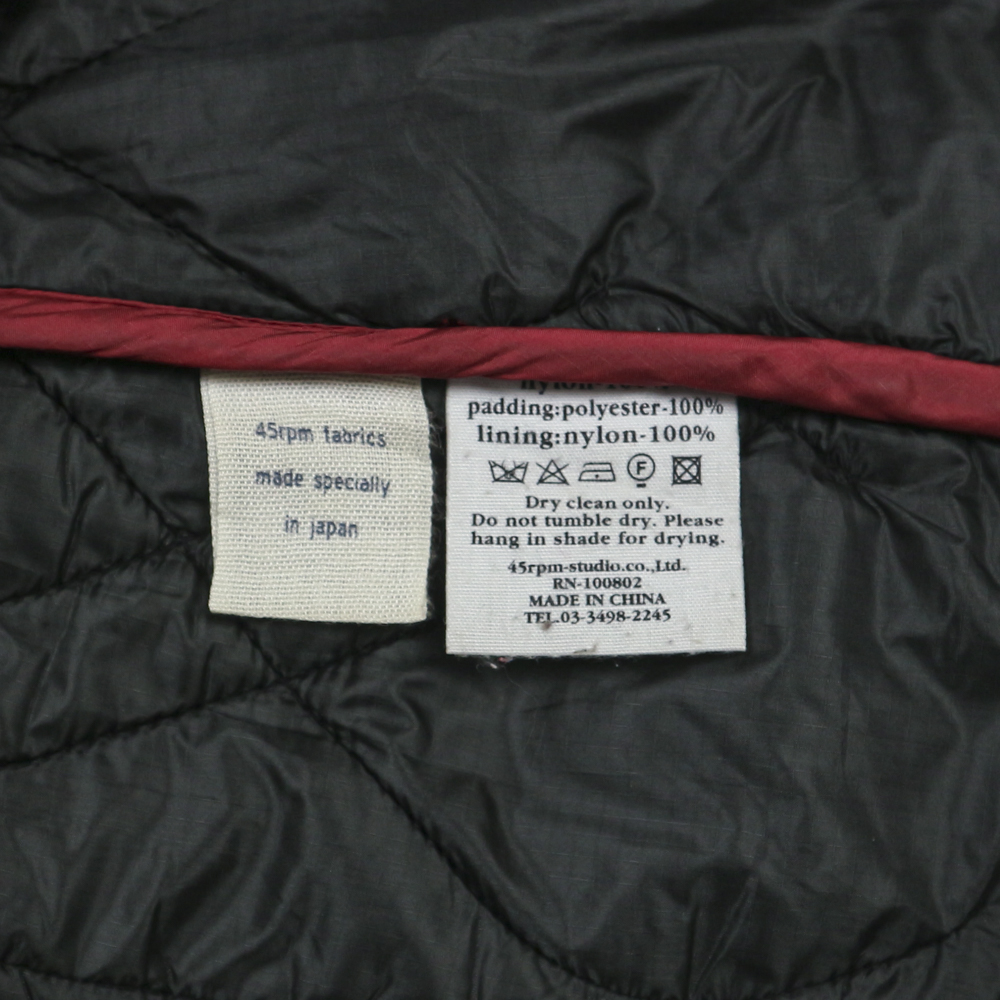 45rpm fabrics
made specially
in japan
nylon-100%
padding:polyester-100%
lining:nylon-100%
F
Dry clean only.
Do not tumble dry. Please
hang in shade for drying.
45rpm-studio.co.,Ltd.
RN-100802
MADE IN CHINA
TEL.03-3498-2245